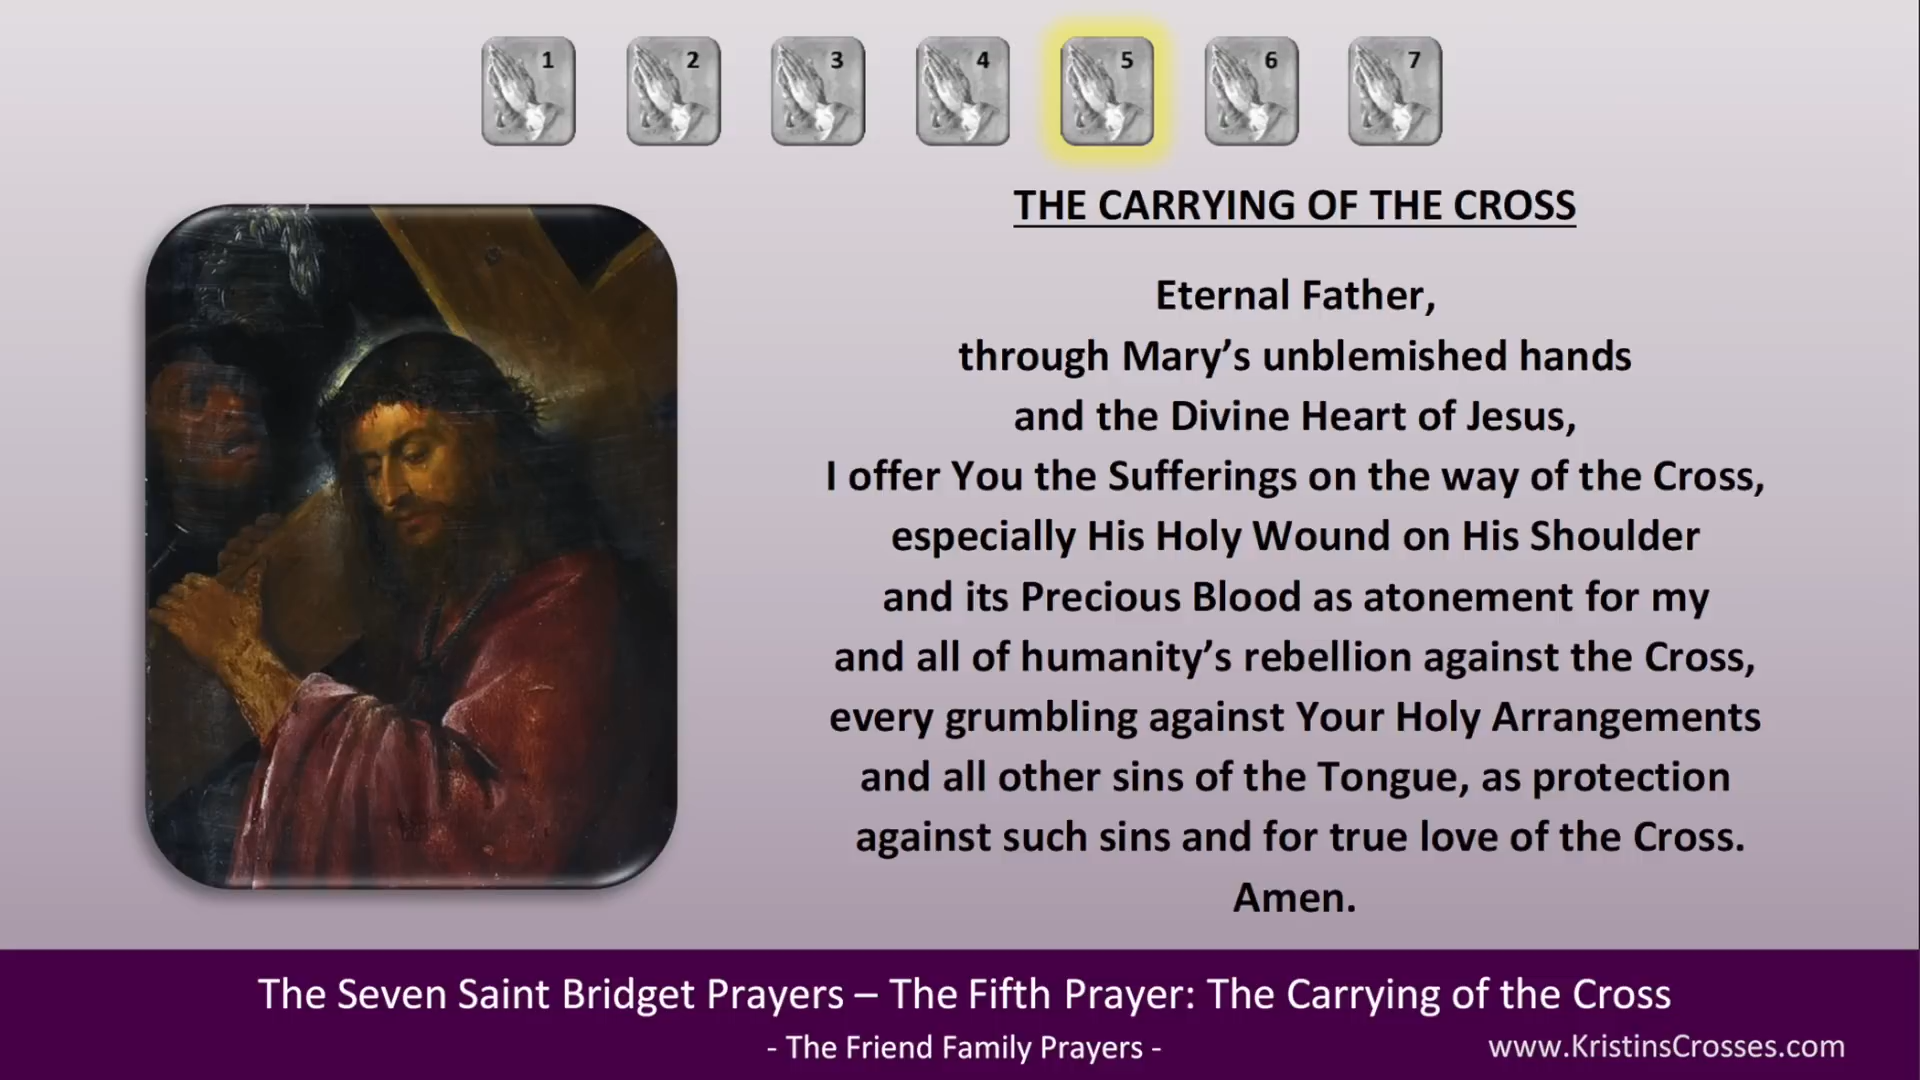 1 2 3 4 5 6 7
THE CARRYING OF THE CROSS
Eternal Father,
through Mary’s unblemished hands
and the Divine Heart of Jesus,
I offer You the Sufferings on the way of the Cross,
especially His Holy Wound on His Shoulder
and its Precious Blood as atonement for my
and all of humanity’s rebellion against the Cross,
every grumbling against Your Holy Arrangements
and all other sins of the Tongue, as protection
against such sins and for true love of the Cross.
Amen.
The Seven Saint Bridget Prayers – The Fifth Prayer: The Carrying of the Cross
- The Friend Family Prayers -
www.KristinsCrosses.com